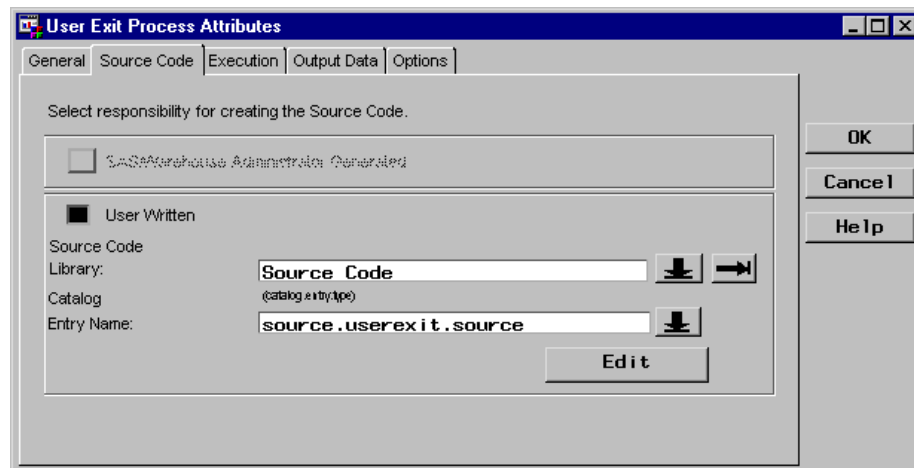 User Exit Process Attributes
General Source Code Execution Output Data Options
Select responsibility for creating the Source Code.
OK
SAS/Warehouse Administrator Generated
Cancel
User Written
Help
Source Code
Library: Source Code
Catalog (catalog.entry.type)
Entry Name: source.userexit.source
Edit